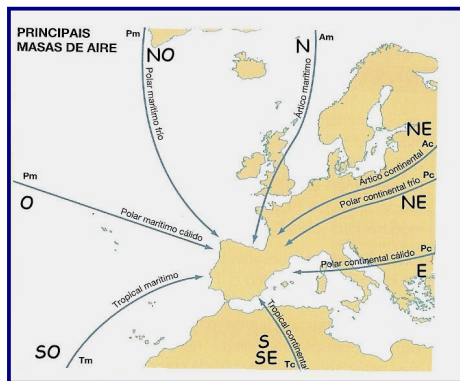 PRINCIPAIS
MASAS DE AIRE
Pm
NO
Polar marítimo frío
N
Am
Ártico marítimo
NE
Ac
Ártico continental
Pc
Polar continental frío
NE
Pm
O
Polar marítimo cálido
Polar continental cálido
Pc
E
Tropical marítimo
SO
Tm
Tropical continental
S
SE
Tc